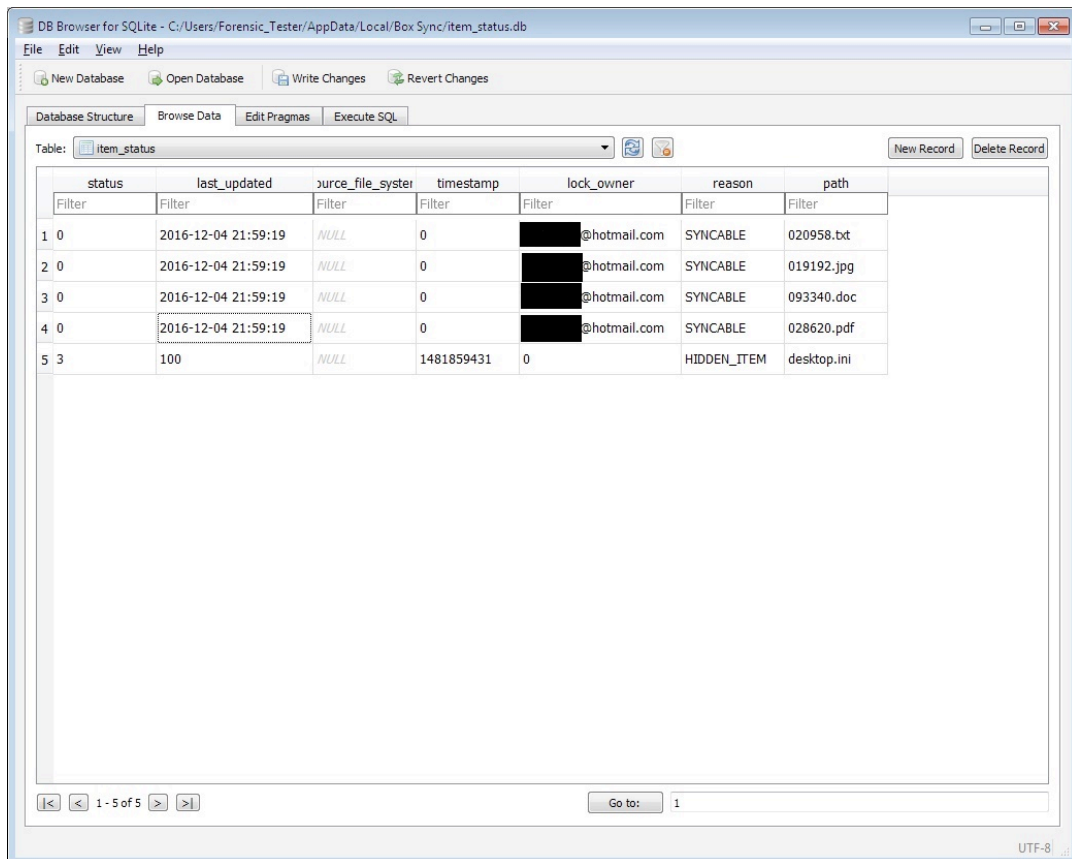 DB Browser for SQLite - C:/Users/Forensic_Tester/AppData/Local/Box Sync/item_status.db
File Edit View Help
New Database Open Database Write Changes Revert Changes
Database Structure Browse Data Edit Pragmas Execute SQL
Table: item_status New Record Delete Record
status last_updated ource_file_syster timestamp lock_owner reason path
Filter Filter Filter Filter Filter Filter Filter
1 0 2016-12-04 21:59:19 NULL 0 @hotmail.com SYNCABLE 020958.txt
2 0 2016-12-04 21:59:19 NULL 0 @hotmail.com SYNCABLE 019192.jpg
3 0 2016-12-04 21:59:19 NULL 0 @hotmail.com SYNCABLE 093340.doc
4 0 2016-12-04 21:59:19 NULL 0 @hotmail.com SYNCABLE 028620.pdf
5 3 100 NULL 1481859431 0 HIDDEN_ITEM desktop.ini
|< < 1 - 5 of 5 > >| Go to: 1
UTF-8